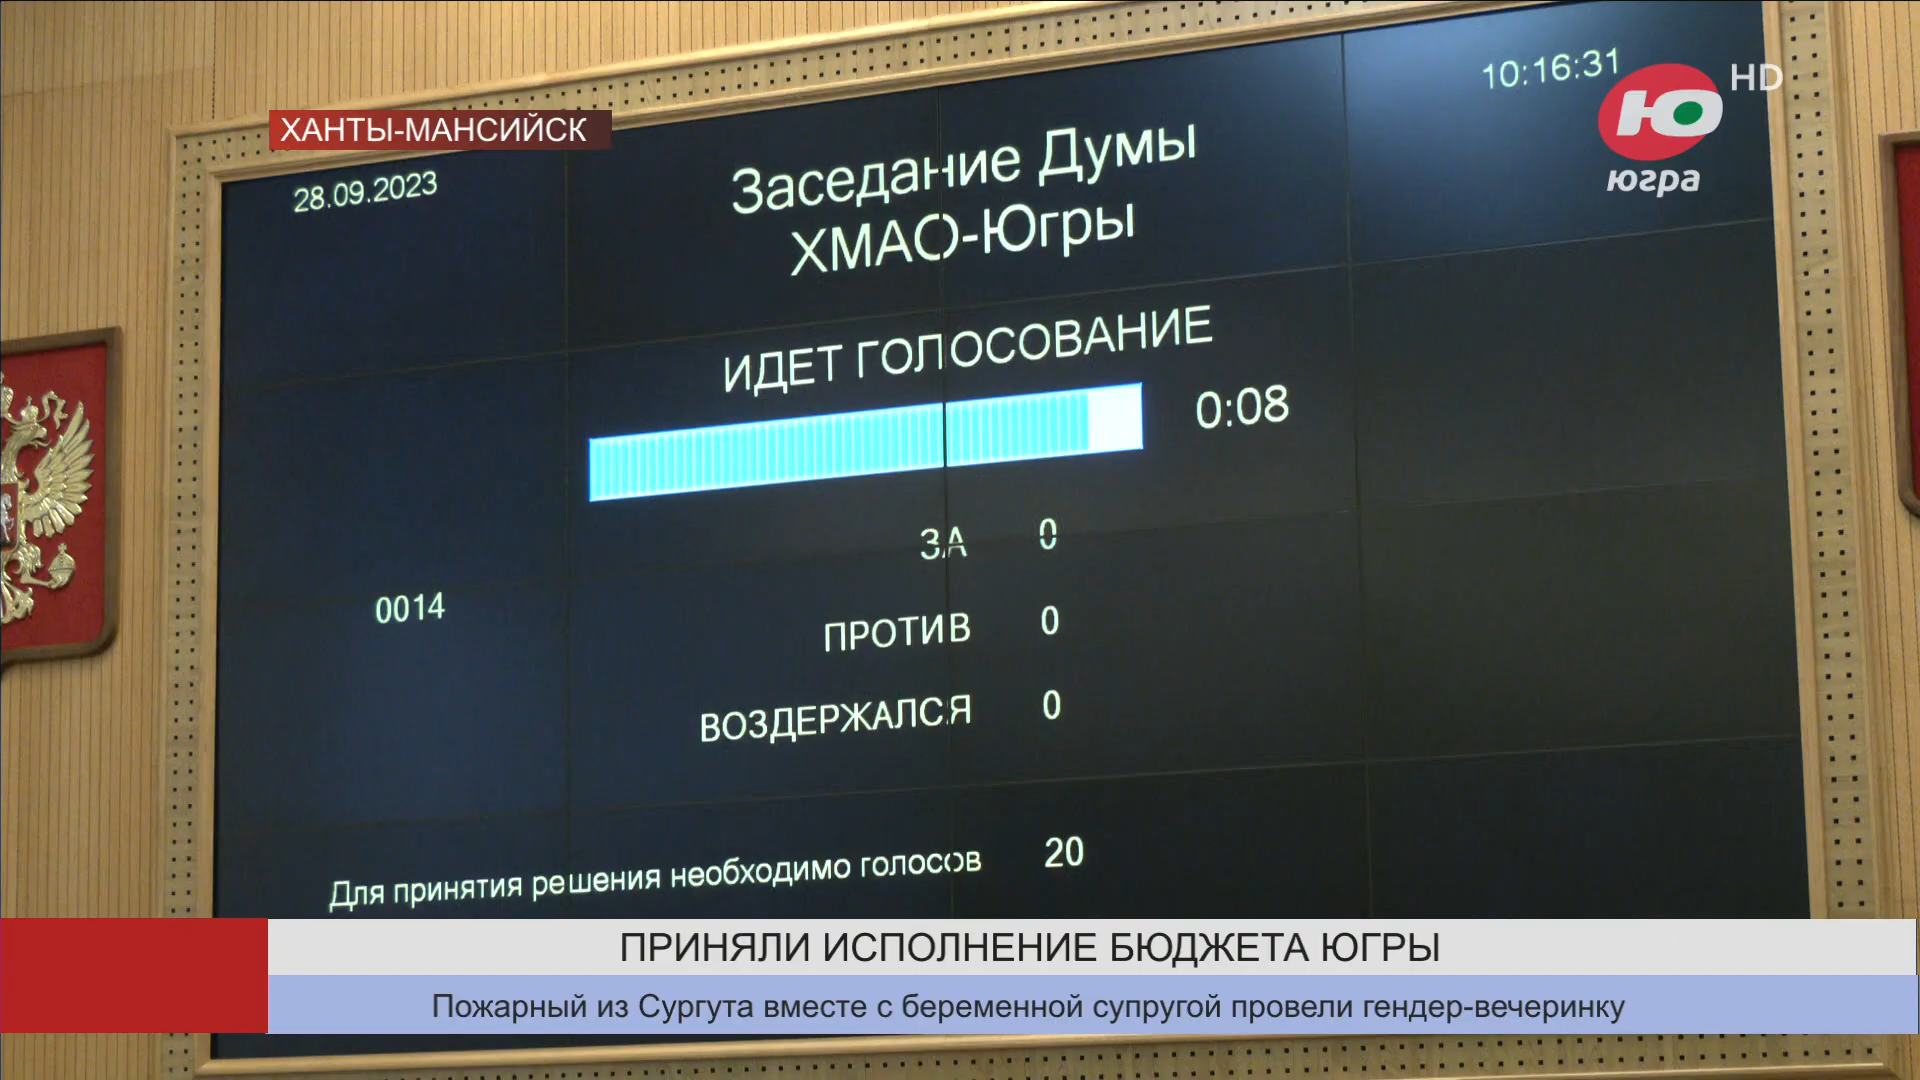 10:16:31
HD
Ю
югра
ХАНТЫ-МАНСИЙСК
28.09.2023
Заседание Думы
ХМАО-Югры
ИДЕТ ГОЛОСОВАНИЕ
0:08
ЗА 0
0014
ПРОТИВ 0
ВОЗДЕРЖАЛСЯ 0
Для принятия решения необходимо голосов 20
ПРИНЯЛИ ИСПОЛНЕНИЕ БЮДЖЕТА ЮГРЫ
Пожарный из Сургута вместе с беременной супругой провели гендер-вечеринку